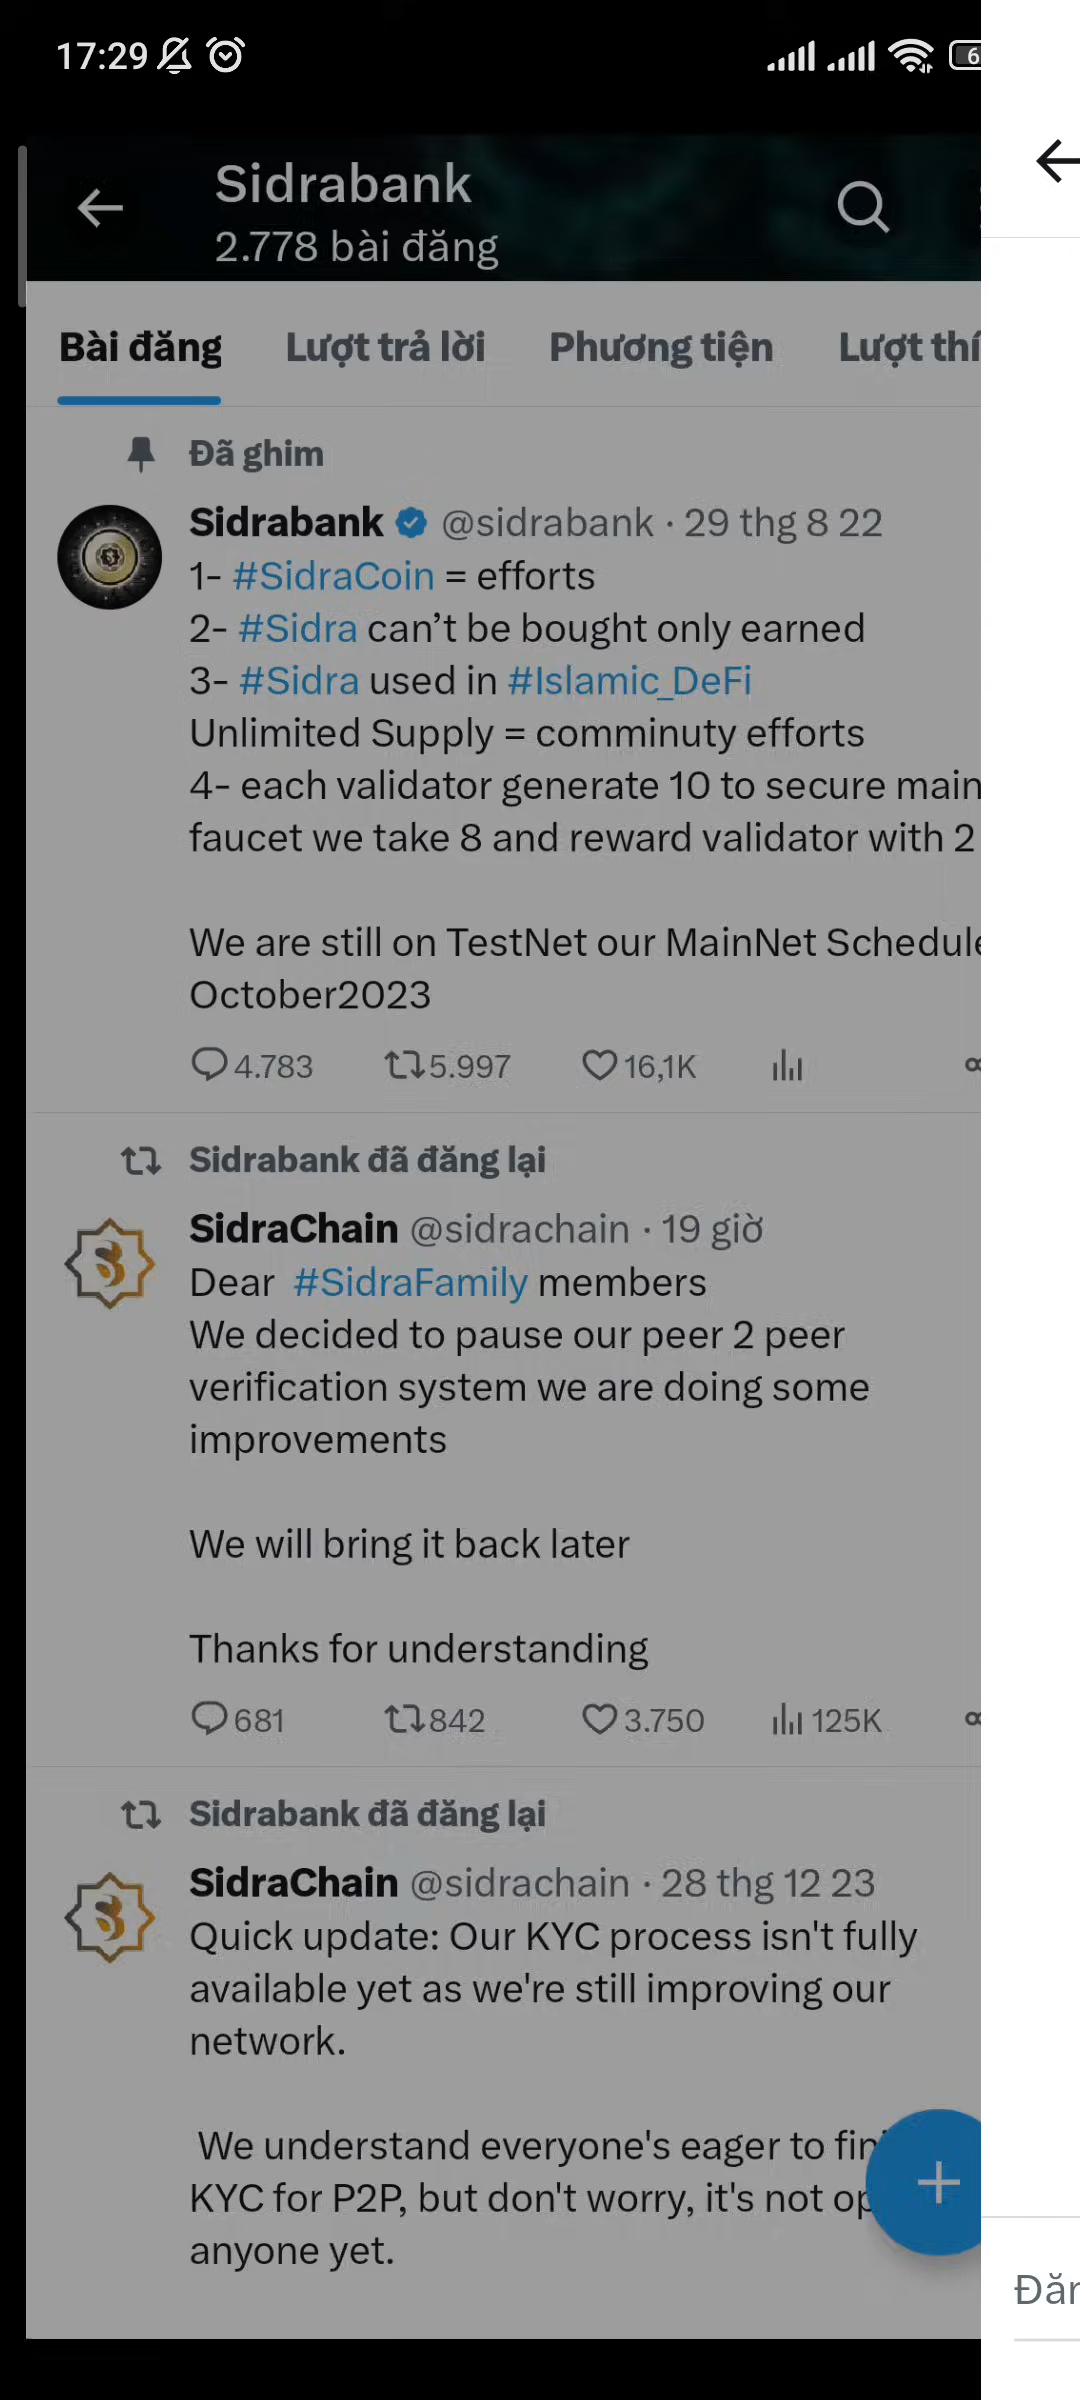 17:29
6
Sidrabank
2.778 bài đăng
Bài đăng Lượt trả lời Phương tiện Lượt thí
Đã ghim
Sidrabank @sidrabank · 29 thg 8 22
1- #SidraCoin = efforts
2- #Sidra can't be bought only earned
3- #Sidra used in #Islamic_DeFi
Unlimited Supply = comminuty efforts
4- each validator generate 10 to secure main
faucet we take 8 and reward validator with 2
We are still on TestNet our MainNet Schedule
October2023
4.783 5.997 16,1K
Sidrabank đã đăng lại
SidraChain @sidrachain · 19 giờ
Dear #SidraFamily members
We decided to pause our peer 2 peer
verification system we are doing some
improvements
We will bring it back later
Thanks for understanding
681 842 3.750 125K
Sidrabank đã đăng lại
SidraChain @sidrachain · 28 thg 12 23
Quick update: Our KYC process isn't fully
available yet as we're still improving our
network.
We understand everyone's eager to fin
KYC for P2P, but don't worry, it's not op
anyone yet.
Đăn